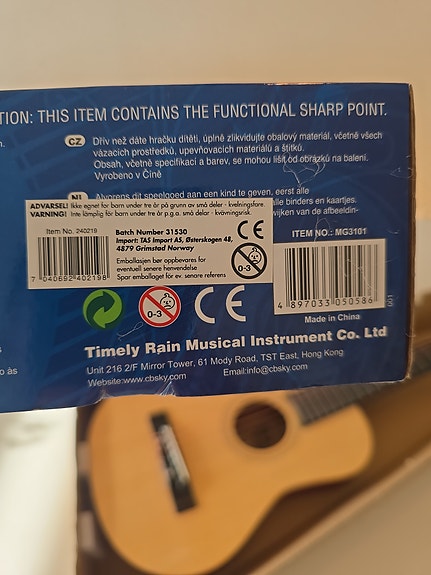 TION: THIS ITEM CONTAINS THE FUNCTIONAL SHARP POINT.
CZ Dřív než dáte hračku dítěti, úplně zlikvidujte obalový materiál, včetně všech
vázacích prostředků, upevňovacích materiálu a štítků.
Obsah, včetně specifikací a barev, se mohou lišit od obrázků na balení.
Vyrobeno v Číně
NL Alvorens dit speelgoed aan een kind te geven, eerst alle
alle binders en kaartjes.
wijken van de afbeeldin-
ADVARSEL! Ikke egnet for barn under tre år på grunn av små deler - kvelningsfare.
VARNING! Inte lämplig för barn under tre år p.g.a. små delar - kvävningsrisk.
Item No. 240219
7 040692 402198
Batch Number 31530
Import: TAS Import AS, Østerskogen 48,
4879 Grimstad Norway
Emballasjen bør oppbevares for
eventuell senere henvendelse
Spar emballaget for ev. senere referens
CE
0-3
ITEM NO.: MG3101
4 897033 050586
001
Made in China
0-3
CE
Timely Rain Musical Instrument Co. Ltd
Unit 216 2/F Mirror Tower, 61 Mody Road, TST East, Hong Kong
Website:www.cbsky.com Email:info@cbsky.com
o às